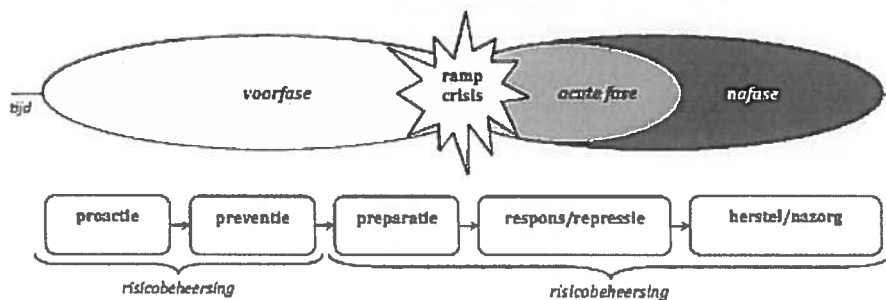 voorfase
ramp
crisis
acute fase
nafase
tijd
proactie
preventie
preparatie
respons/repressie
herstel/nazorg
risicobeheersing
risicobeheersing